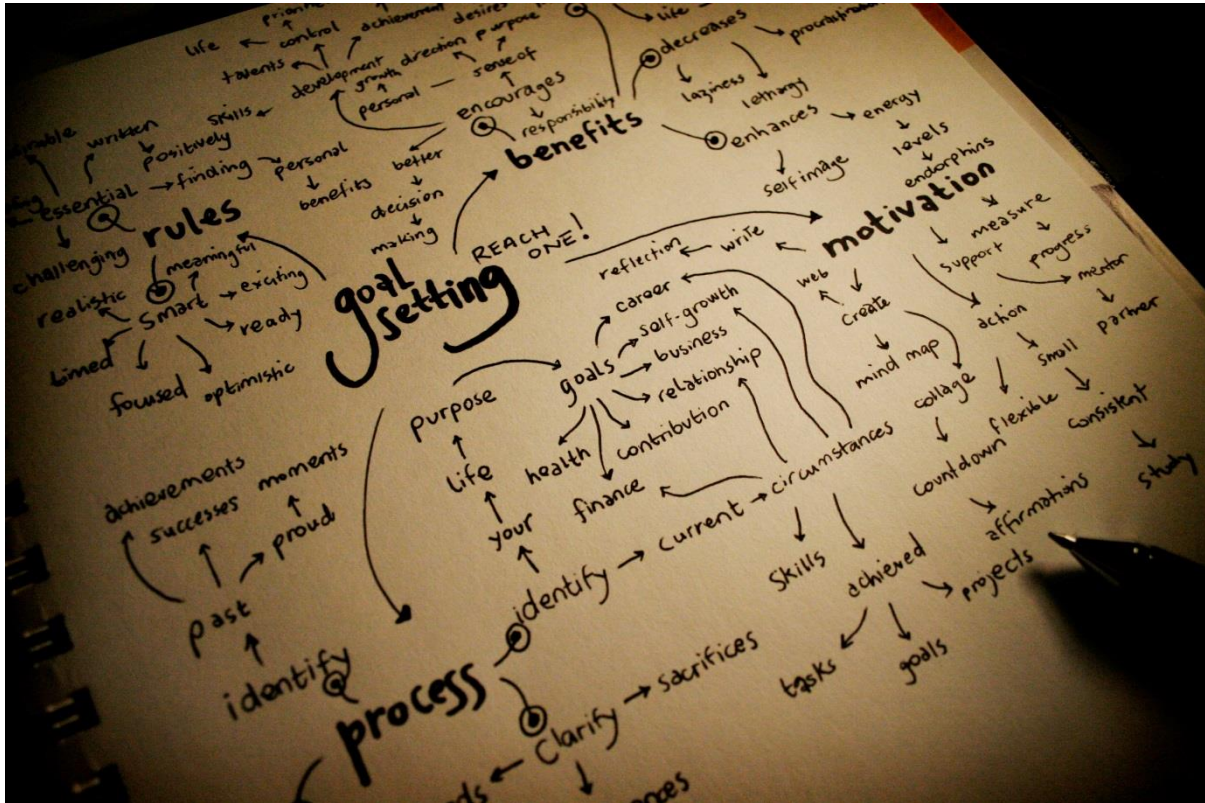 life
control
achievement
desires
purpose
talents
development
growth
direction
personal
sense of
skills
encourages
responsibility
benefits
life
decreases
laziness
lethargy
enhances
energy
levels
endorphins
self image
written
positively
essential
finding
personal
benefits
better
decision
making
rules
challenging
meaningful
realistic
smart
exciting
ready
timed
focused
optimistic
goal
setting
REACH
ONE!
motivation
write
reflection
web
create
mind map
collage
countdown
affirmations
support
measure
progress
mentor
partner
action
small
flexible
consistent
study
purpose
life
your
identify
goals
career
self-growth
business
relationship
contribution
health
finance
current
circumstances
skills
achieved
projects
tasks
goals
achievements
successes
moments
proud
past
identify
process
Clarify
sacrifices